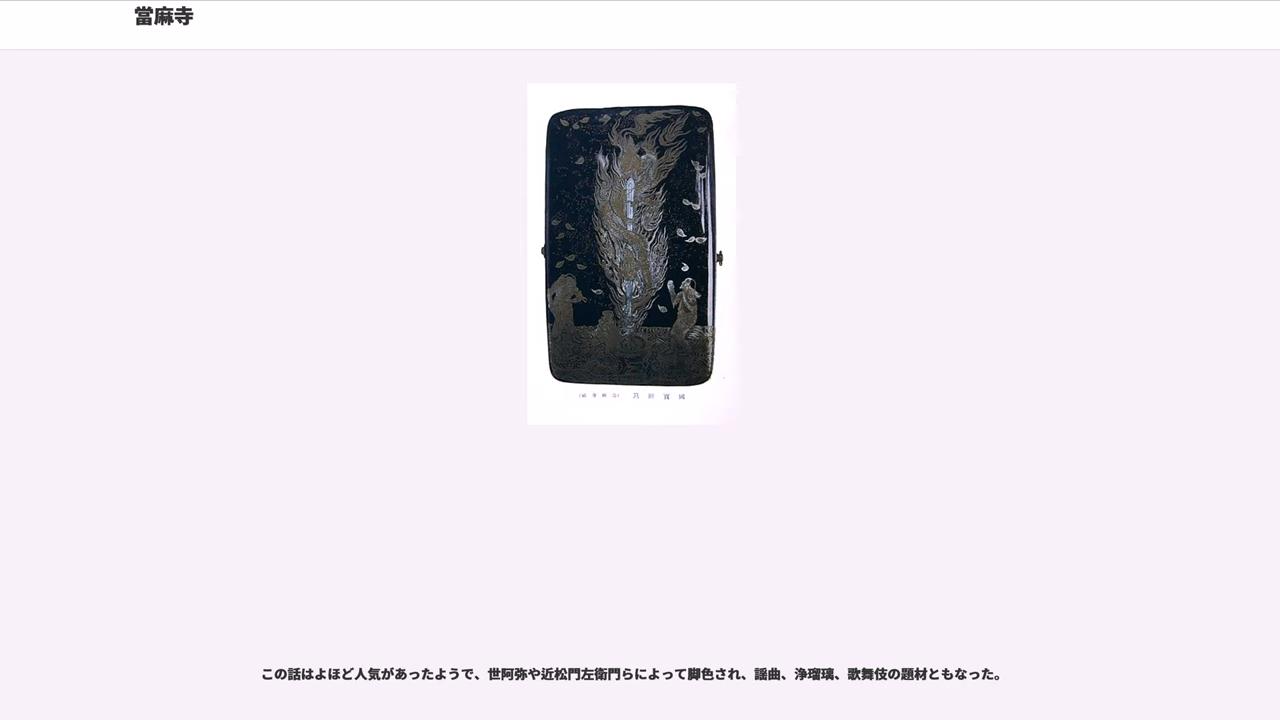 當麻寺
この話はよほど人気があったようで、世阿弥や近松門左衛門らによって脚色され、謡曲、浄瑠璃、歌舞伎の題材ともなった。